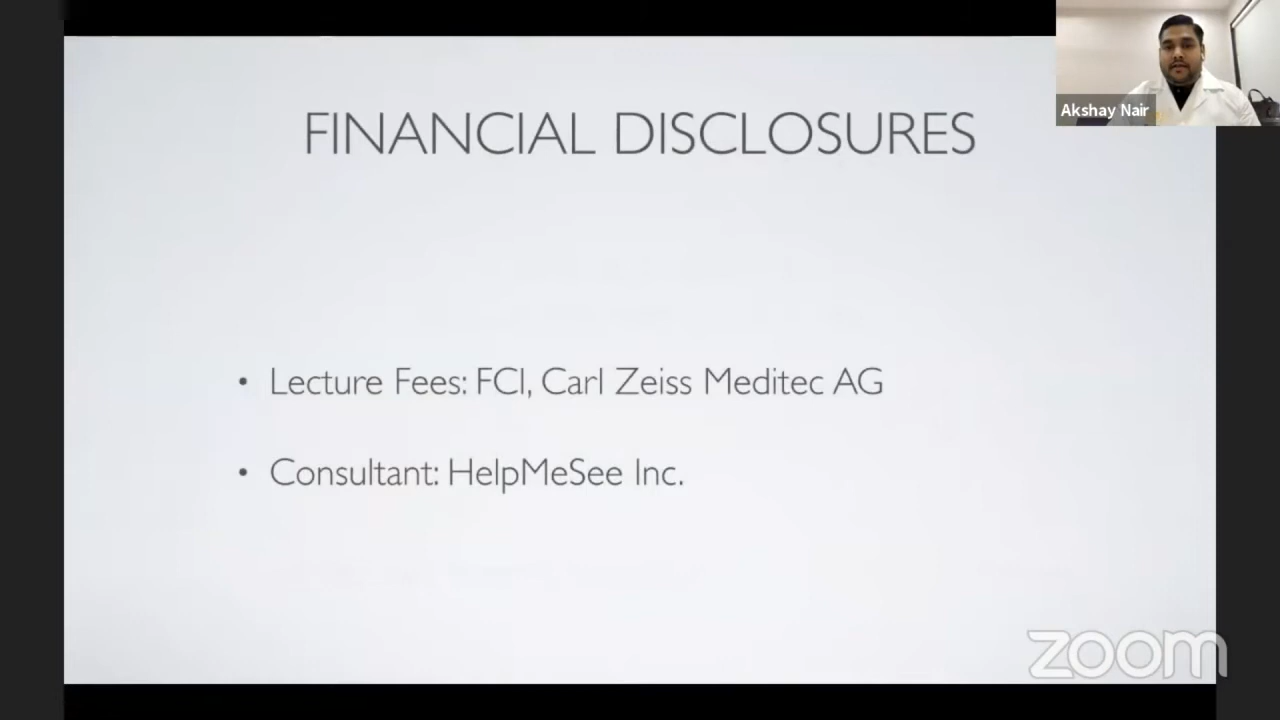 FINANCIAL DISCLOSURES
Akshay Nair
• Lecture Fees: FCI, Carl Zeiss Meditec AG
• Consultant: HelpMeSee Inc.
zoom